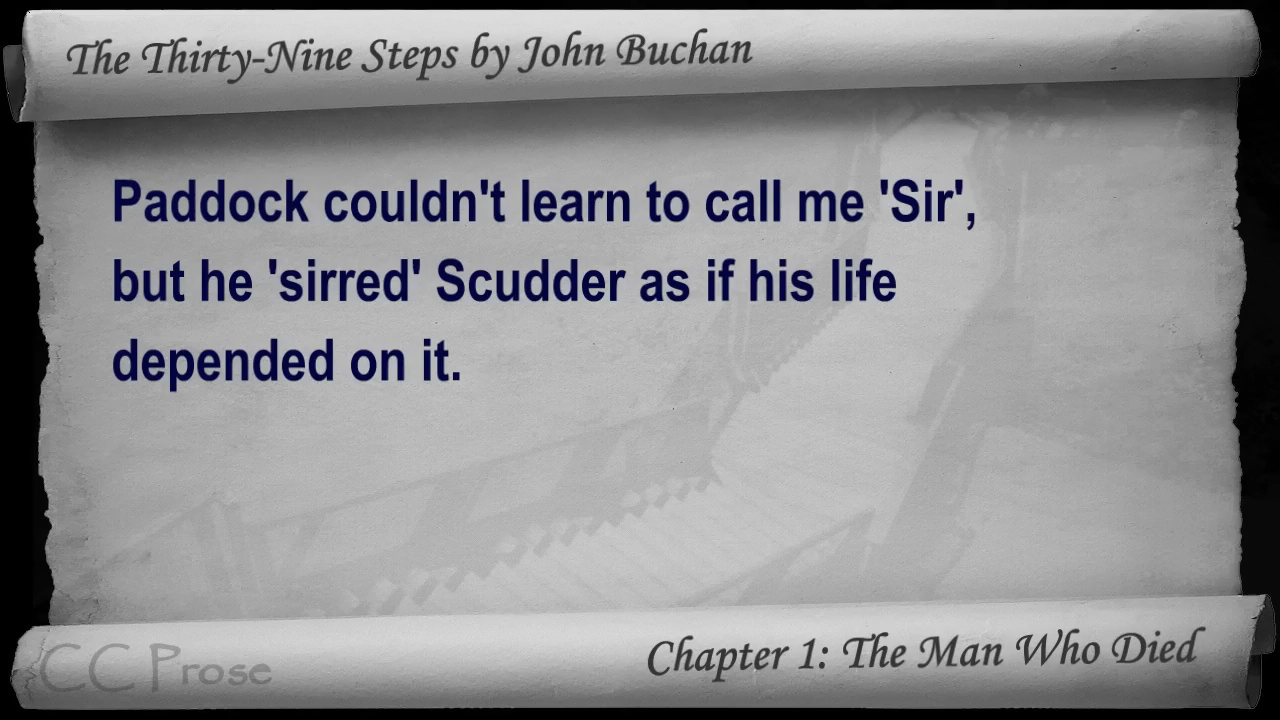 The Thirty-Nine Steps by John Buchan
Paddock couldn't learn to call me 'Sir',
but he 'sirred' Scudder as if his life
depended on it.
CC Prose
Chapter 1: The Man Who Died